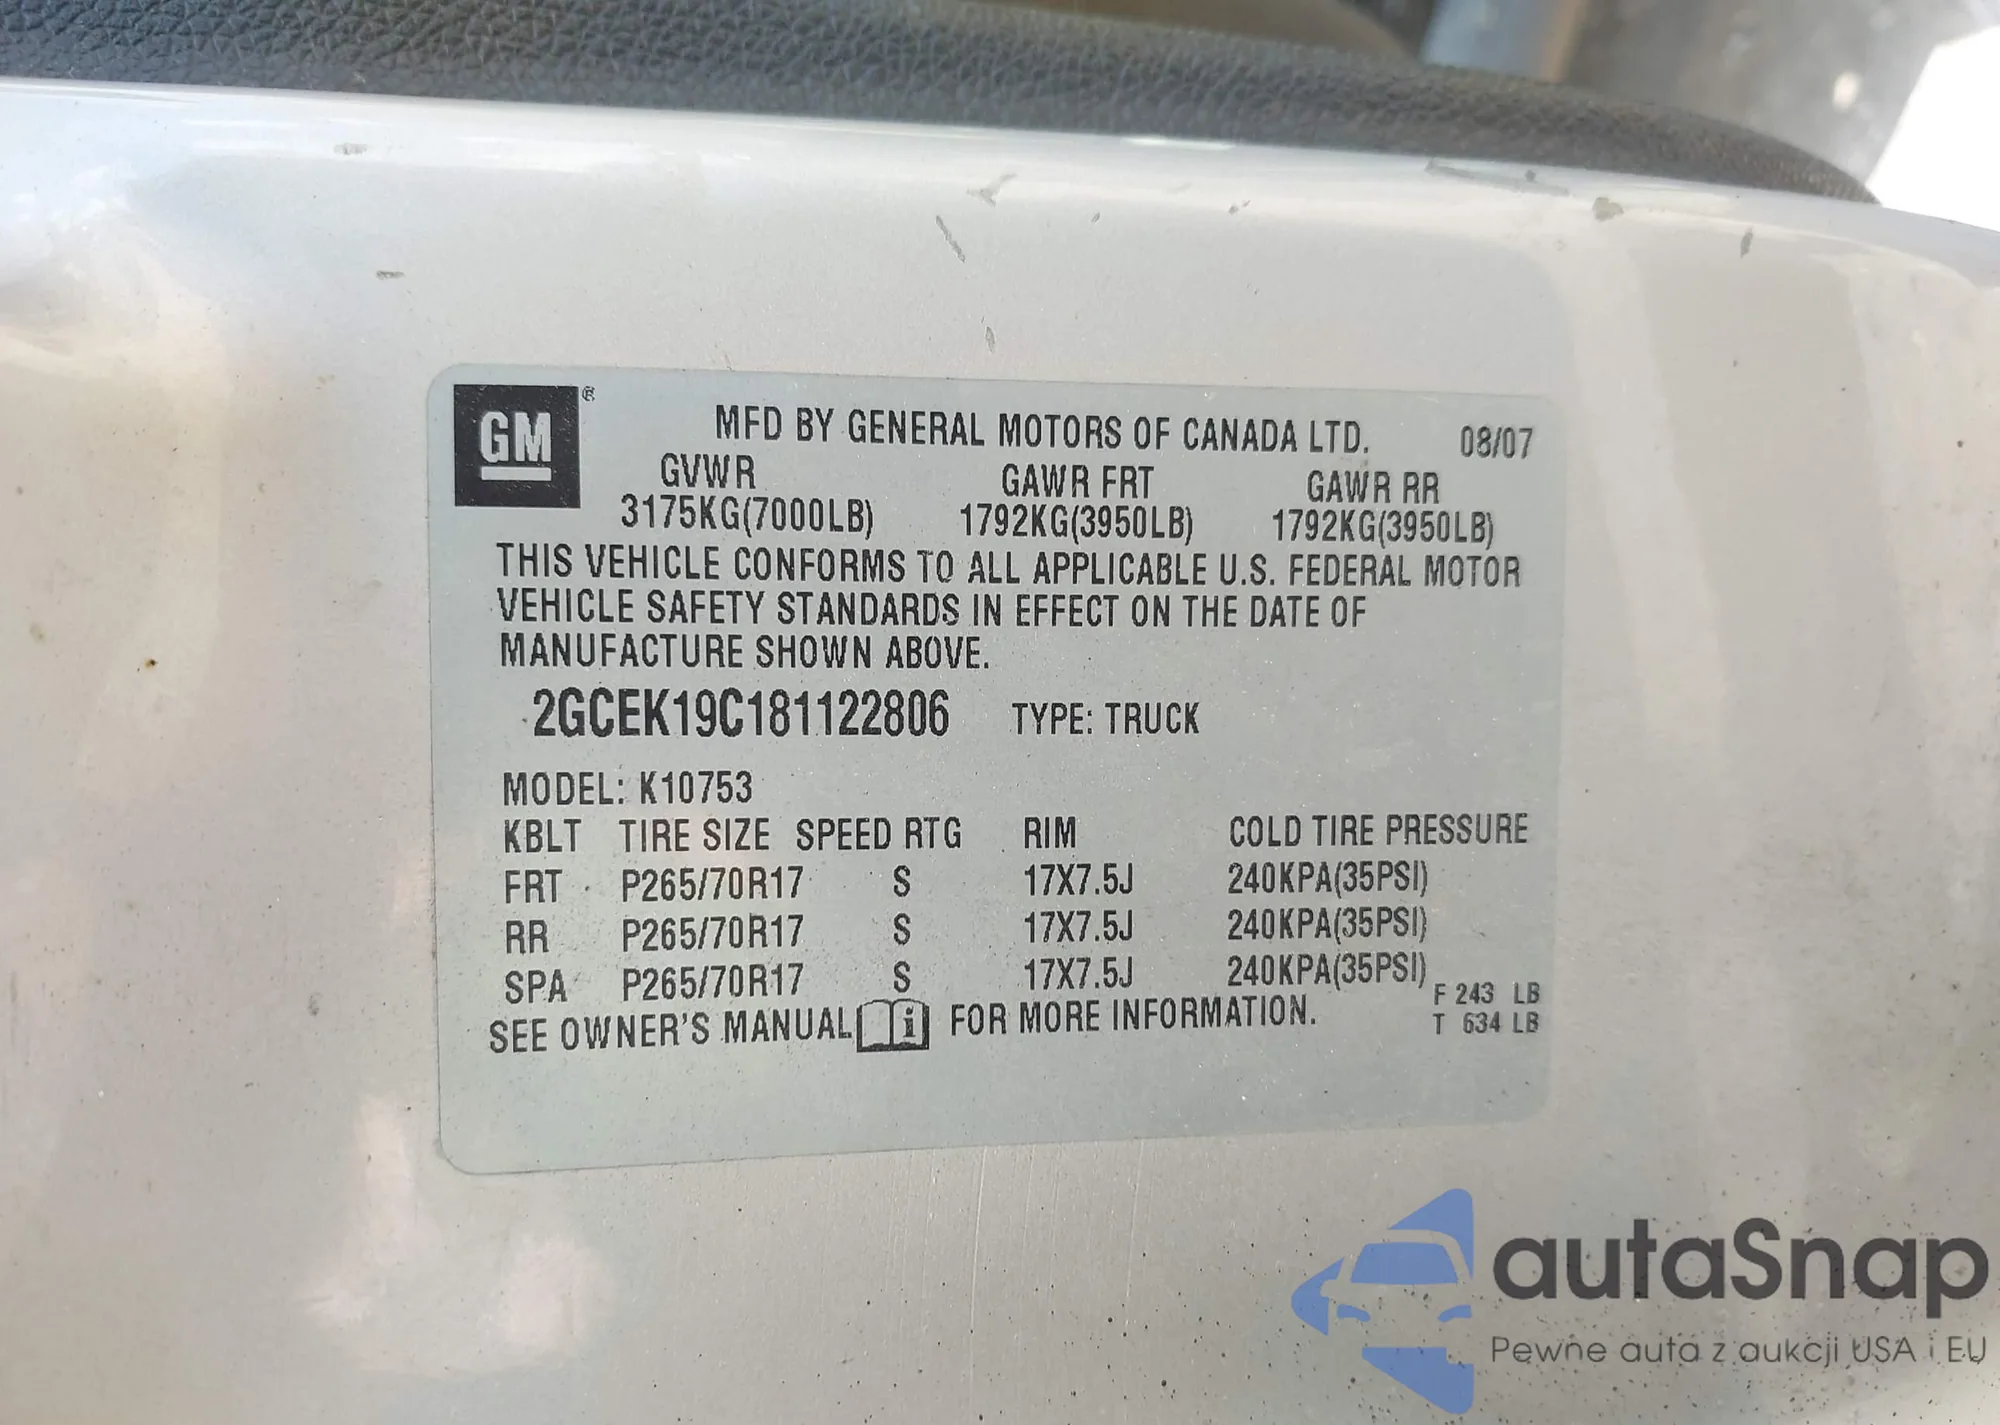 GM ®
MFD BY GENERAL MOTORS OF CANADA LTD. 08/07
GVWR GAWR FRT GAWR RR
3175KG(7000LB) 1792KG(3950LB) 1792KG(3950LB)
THIS VEHICLE CONFORMS TO ALL APPLICABLE U.S. FEDERAL MOTOR
VEHICLE SAFETY STANDARDS IN EFFECT ON THE DATE OF
MANUFACTURE SHOWN ABOVE.
2GCEK19C181122806 TYPE: TRUCK
MODEL: K10753
KBLT TIRE SIZE SPEED RTG RIM COLD TIRE PRESSURE
FRT P265/70R17 S 17X7.5J 240KPA(35PSI)
RR P265/70R17 S 17X7.5J 240KPA(35PSI)
SPA P265/70R17 S 17X7.5J 240KPA(35PSI)
F 243 LB
SEE OWNER'S MANUAL i FOR MORE INFORMATION. T 634 LB
autaSnap
Pewne auta z aukcji USA i EU